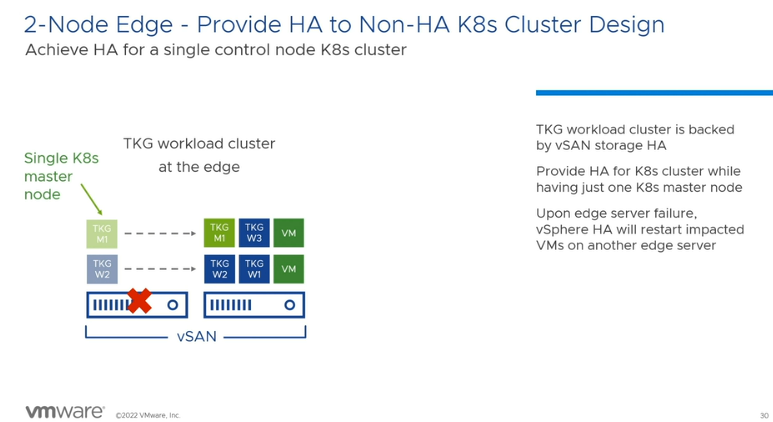 2-Node Edge - Provide HA to Non-HA K8s Cluster Design
Achieve HA for a single control node K8s cluster
TKG workload cluster
at the edge
Single K8s
master
node
TKG
M1
TKG
M1
TKG
W3
VM
TKG
W2
TKG
W2
TKG
W1
VM
vSAN
TKG workload cluster is backed
by vSAN storage HA
Provide HA for K8s cluster while
having just one K8s master node
Upon edge server failure,
vSphere HA will restart impacted
VMs on another edge server
vmware®
©2022 VMware, Inc.
30